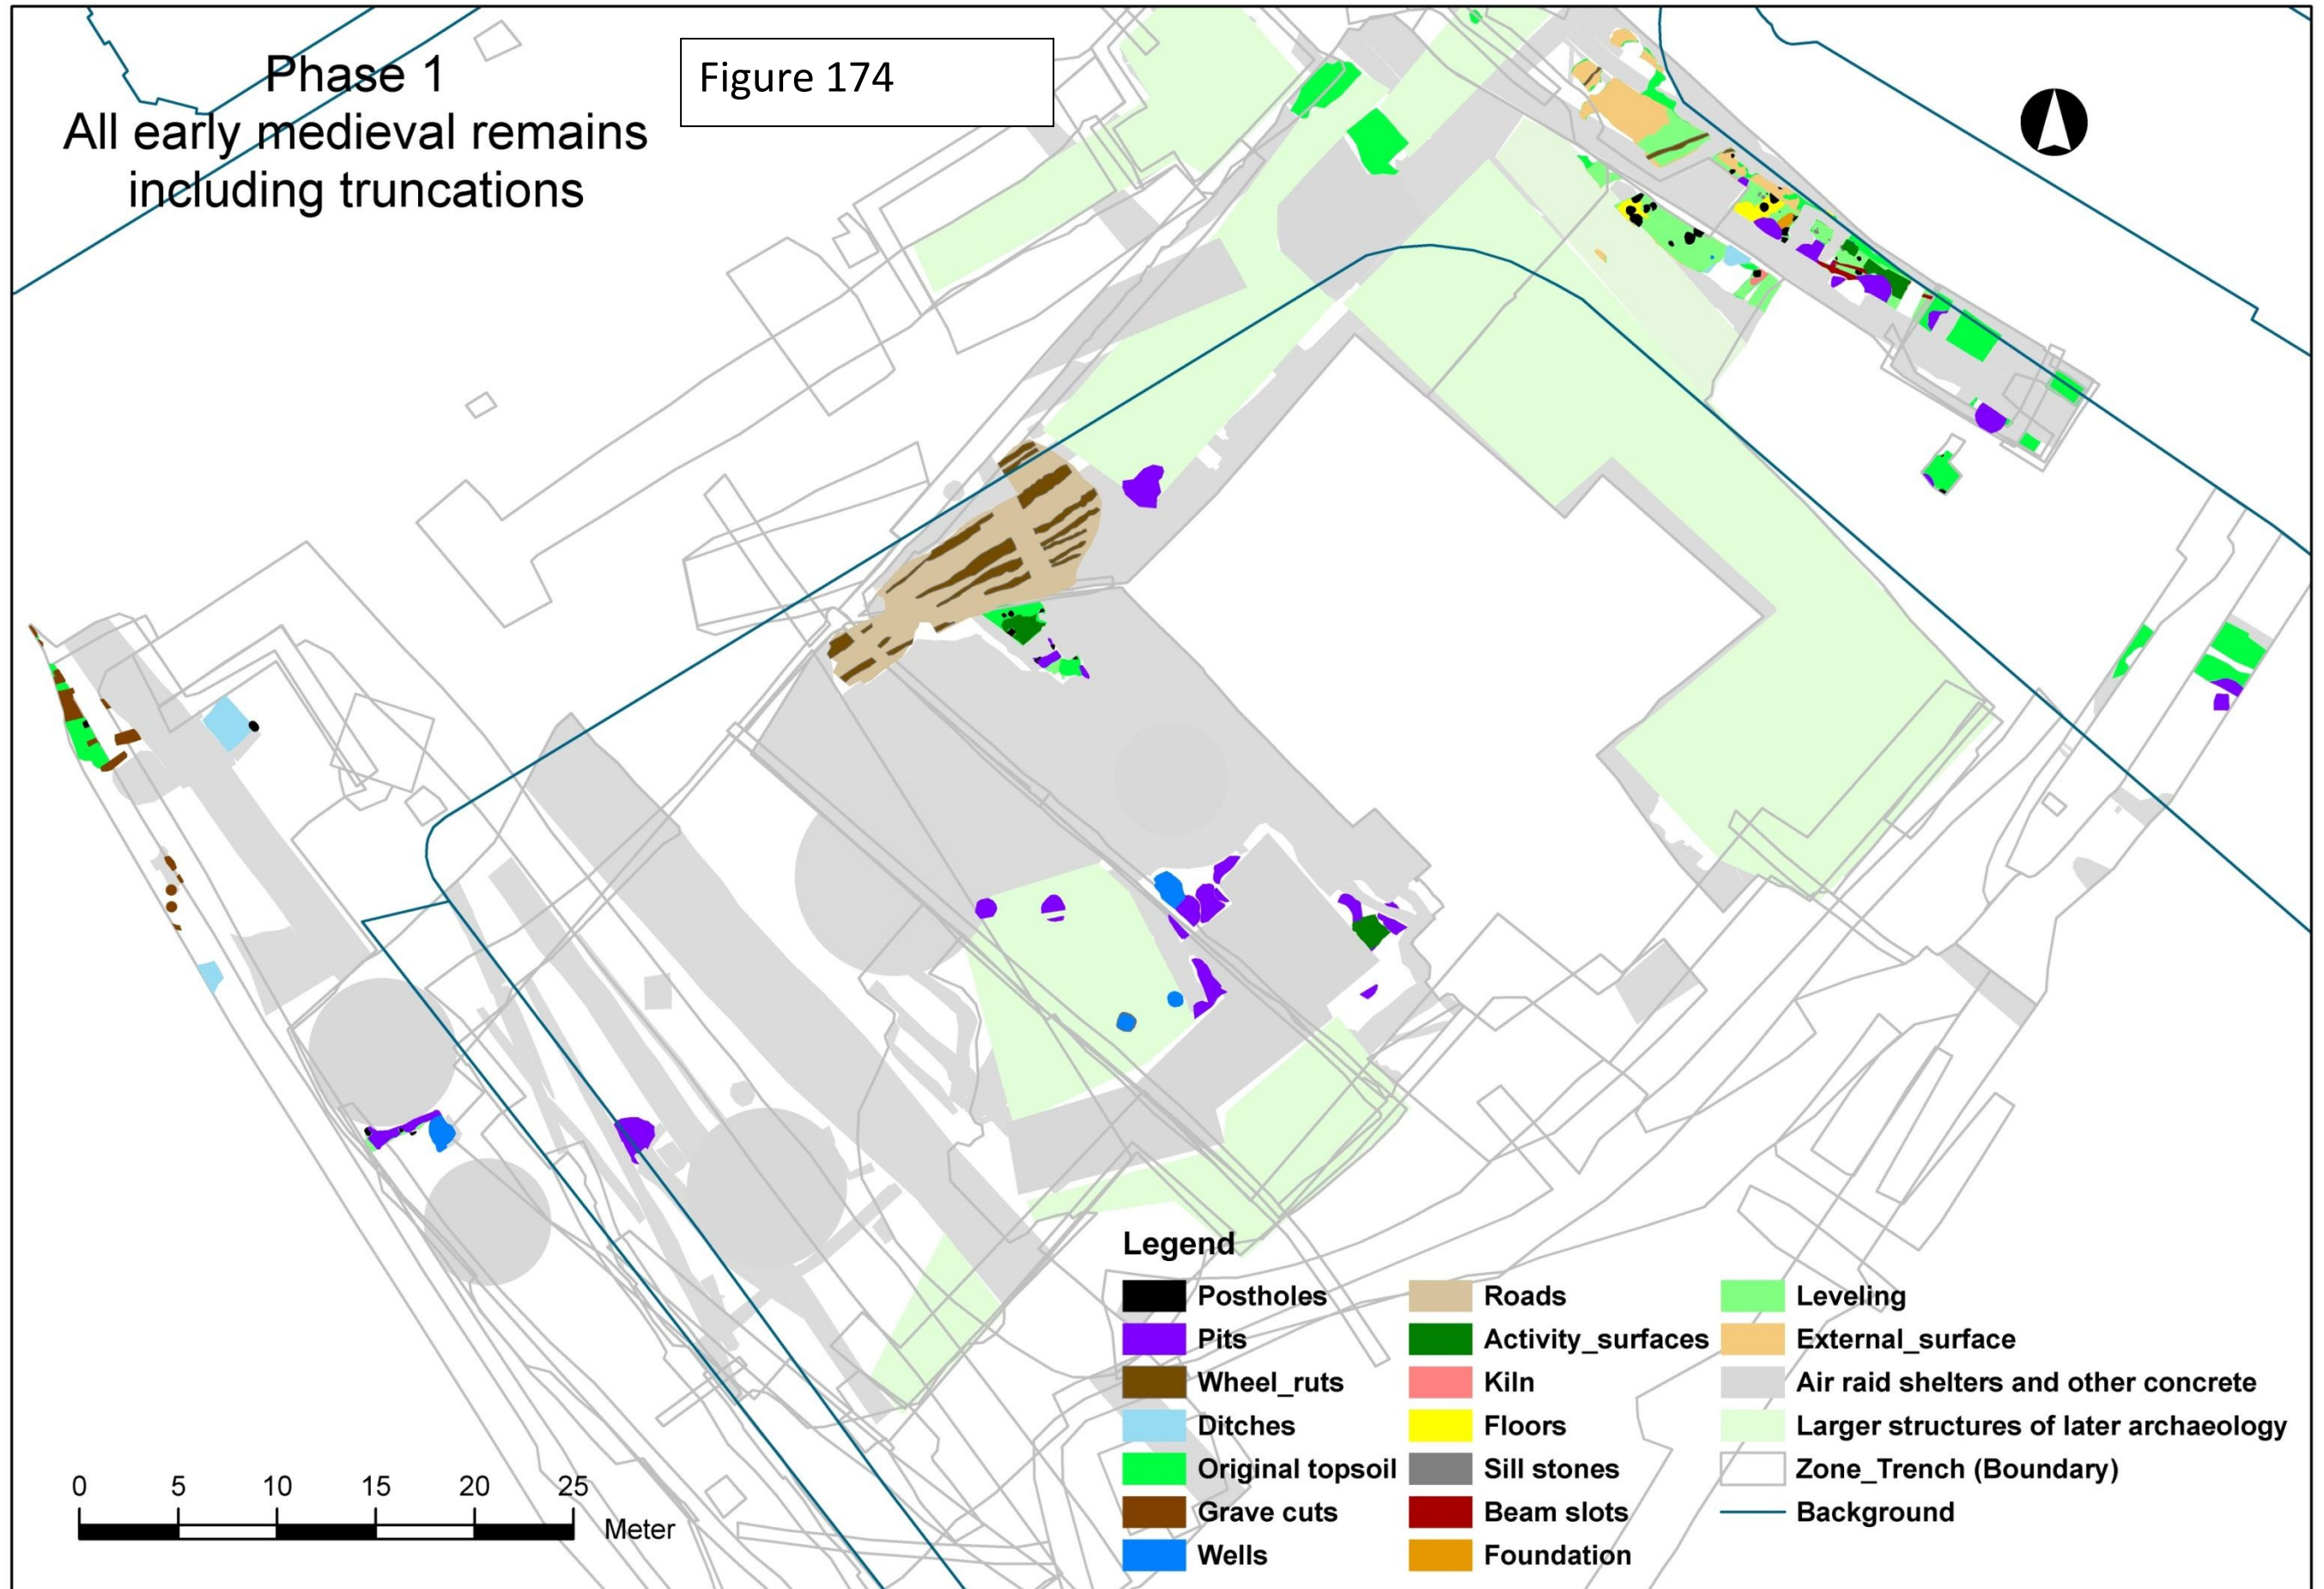 Phase 1
All early medieval remains
including truncations
Figure 174
Legend
Postholes
Pits
Wheel_ruts
Ditches
Original topsoil
Grave cuts
Wells
Roads
Activity_surfaces
Kiln
Floors
Sill stones
Beam slots
Foundation
Leveling
External_surface
Air raid shelters and other concrete
Larger structures of later archaeology
Zone_Trench (Boundary)
Background
0 5 10 15 20 25
Meter